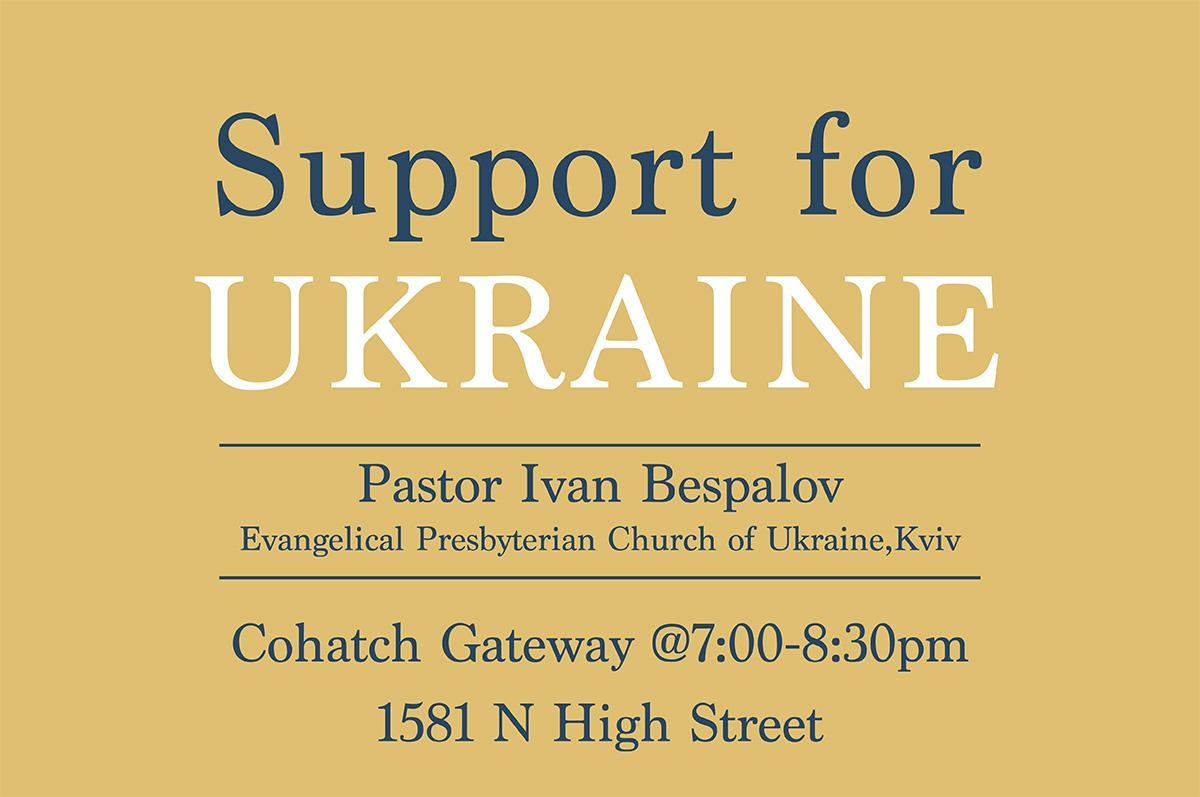 Support for
UKRAINE
Pastor Ivan Bespalov
Evangelical Presbyterian Church of Ukraine,Kviv
Cohatch Gateway @7:00-8:30pm
1581 N High Street